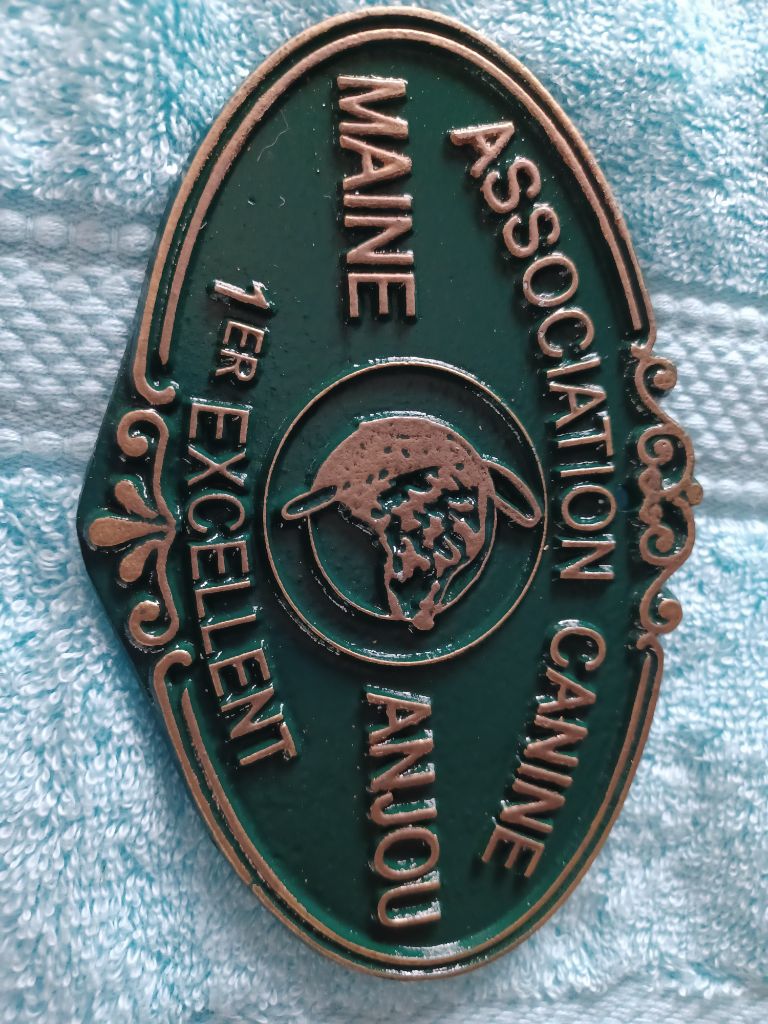 ASSOCIATION CANINE
MAINE ANJOU
1ER EXCELLENT